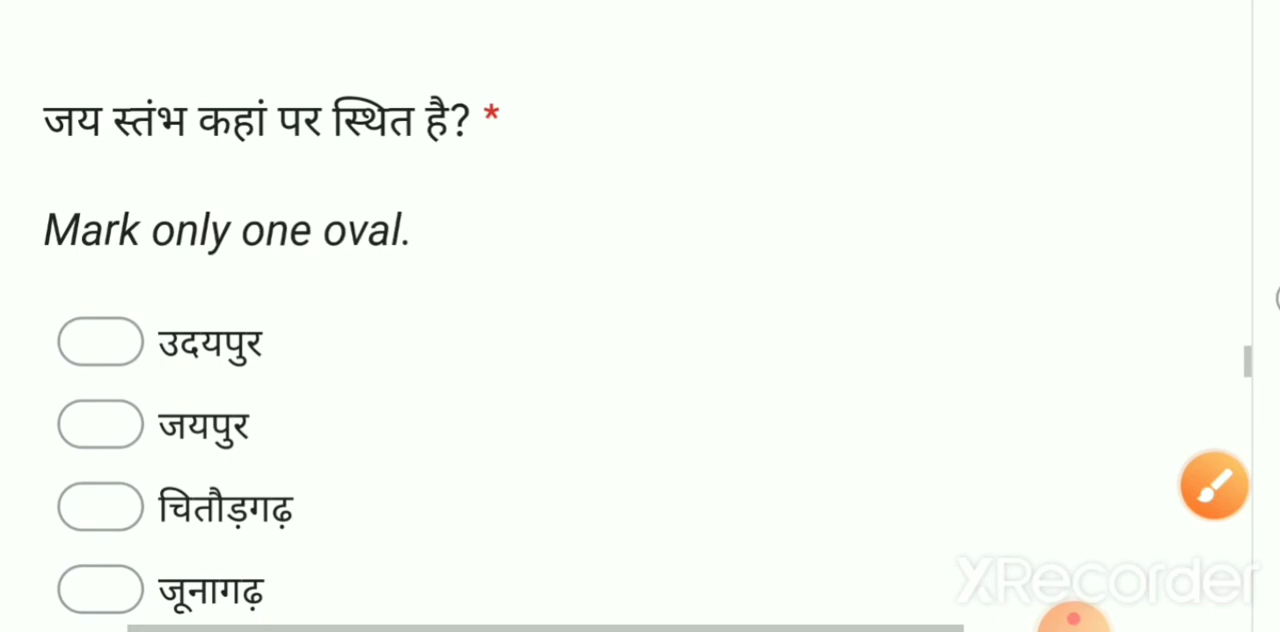 जय स्तंभ कहां पर स्थित है? *
Mark only one oval.
उदयपुर
जयपुर
चितौड़गढ़
जूनागढ़
XRecorder